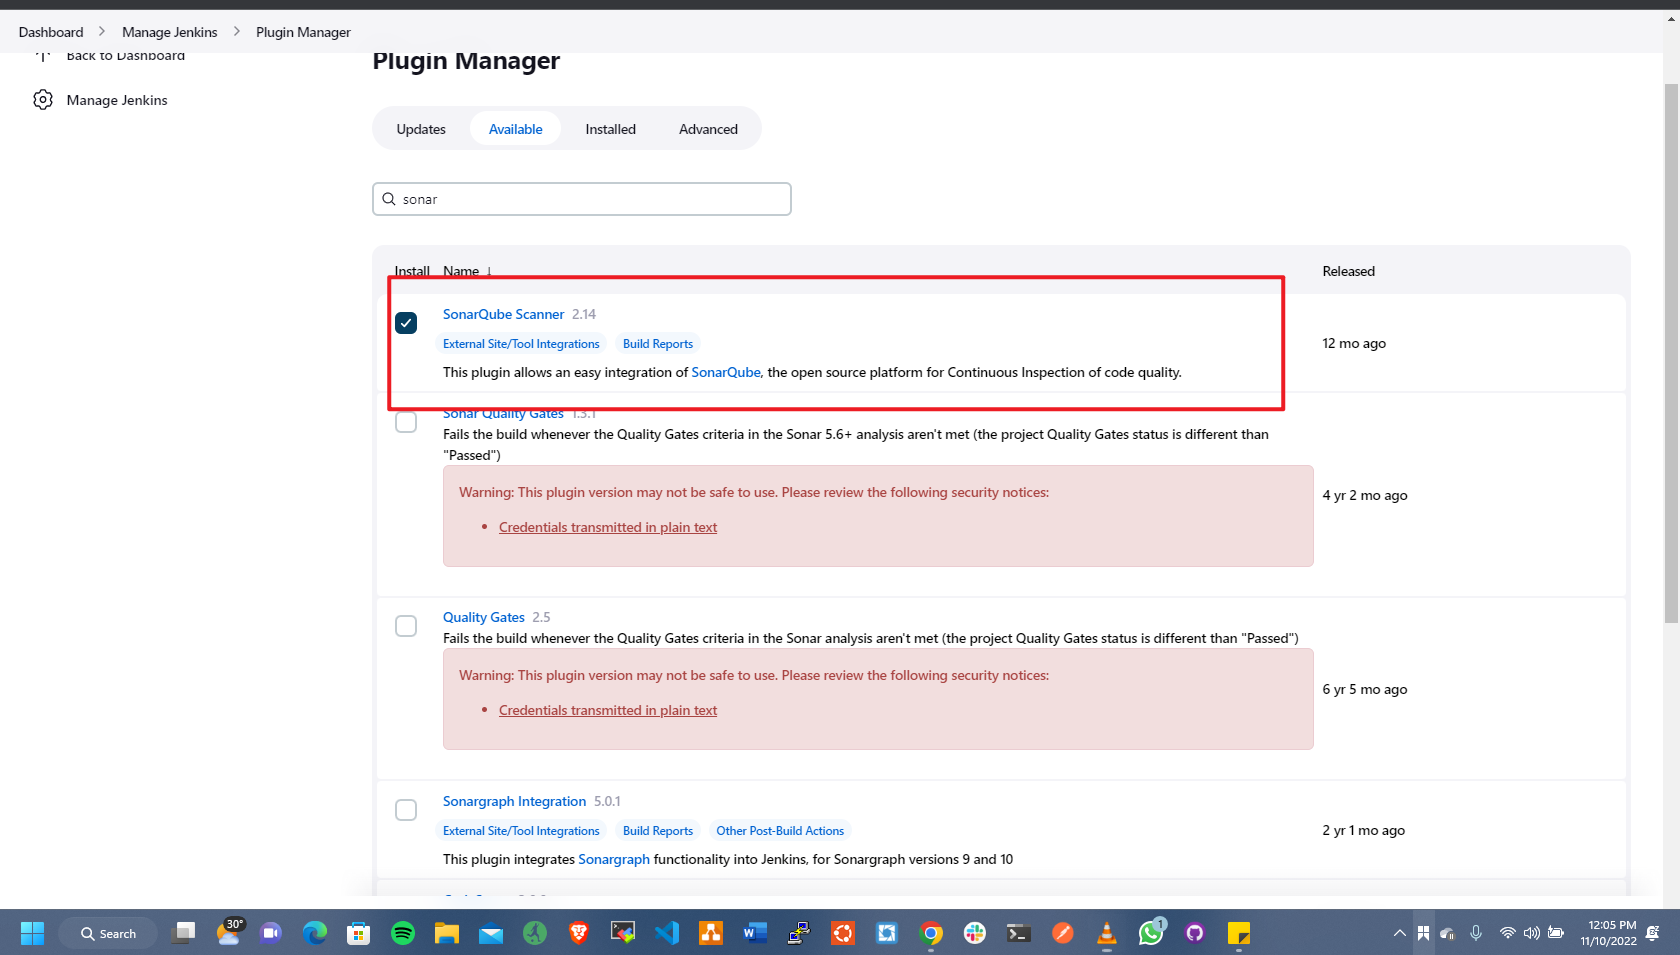 Dashboard > Manage Jenkins > Plugin Manager
Back to Dashboard
Manage Jenkins
Plugin Manager
Updates Available Installed Advanced
sonar
Install Name ↓ Released
SonarQube Scanner 2.14
External Site/Tool Integrations Build Reports
12 mo ago
This plugin allows an easy integration of SonarQube, the open source platform for Continuous Inspection of code quality.
Sonar Quality Gates 1.3.1
Fails the build whenever the Quality Gates criteria in the Sonar 5.6+ analysis aren't met (the project Quality Gates status is different than
"Passed")
Warning: This plugin version may not be safe to use. Please review the following security notices:
4 yr 2 mo ago
• Credentials transmitted in plain text
Quality Gates 2.5
Fails the build whenever the Quality Gates criteria in the Sonar analysis aren't met (the project Quality Gates status is different than "Passed")
Warning: This plugin version may not be safe to use. Please review the following security notices:
6 yr 5 mo ago
• Credentials transmitted in plain text
Sonargraph Integration 5.0.1
External Site/Tool Integrations Build Reports Other Post-Build Actions
2 yr 1 mo ago
This plugin integrates Sonargraph functionality into Jenkins, for Sonargraph versions 9 and 10
Search
30°
1
12:05 PM
11/10/2022